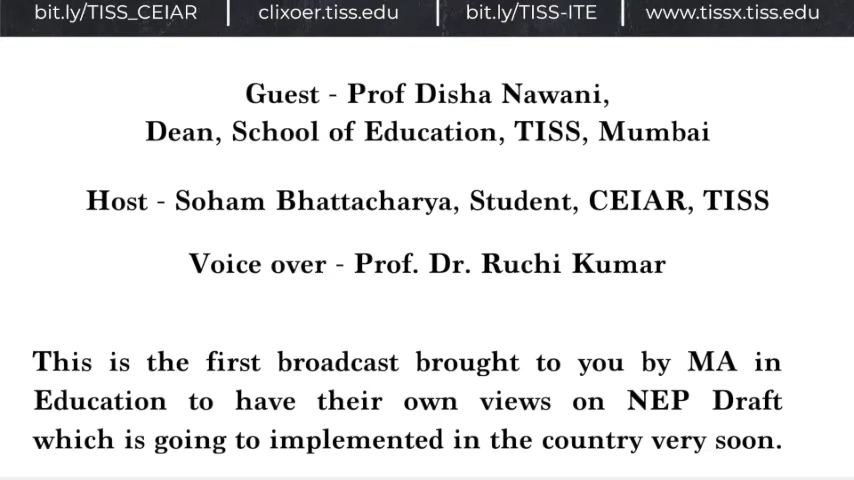 bit.ly/TISS_CEIAR | clixoer.tiss.edu | bit.ly/TISS-ITE | www.tissx.tiss.edu
Guest - Prof Disha Nawani,
Dean, School of Education, TISS, Mumbai
Host - Soham Bhattacharya, Student, CEIAR, TISS
Voice over - Prof. Dr. Ruchi Kumar
This is the first broadcast brought to you by MA in
Education to have their own views on NEP Draft
which is going to implemented in the country very soon.